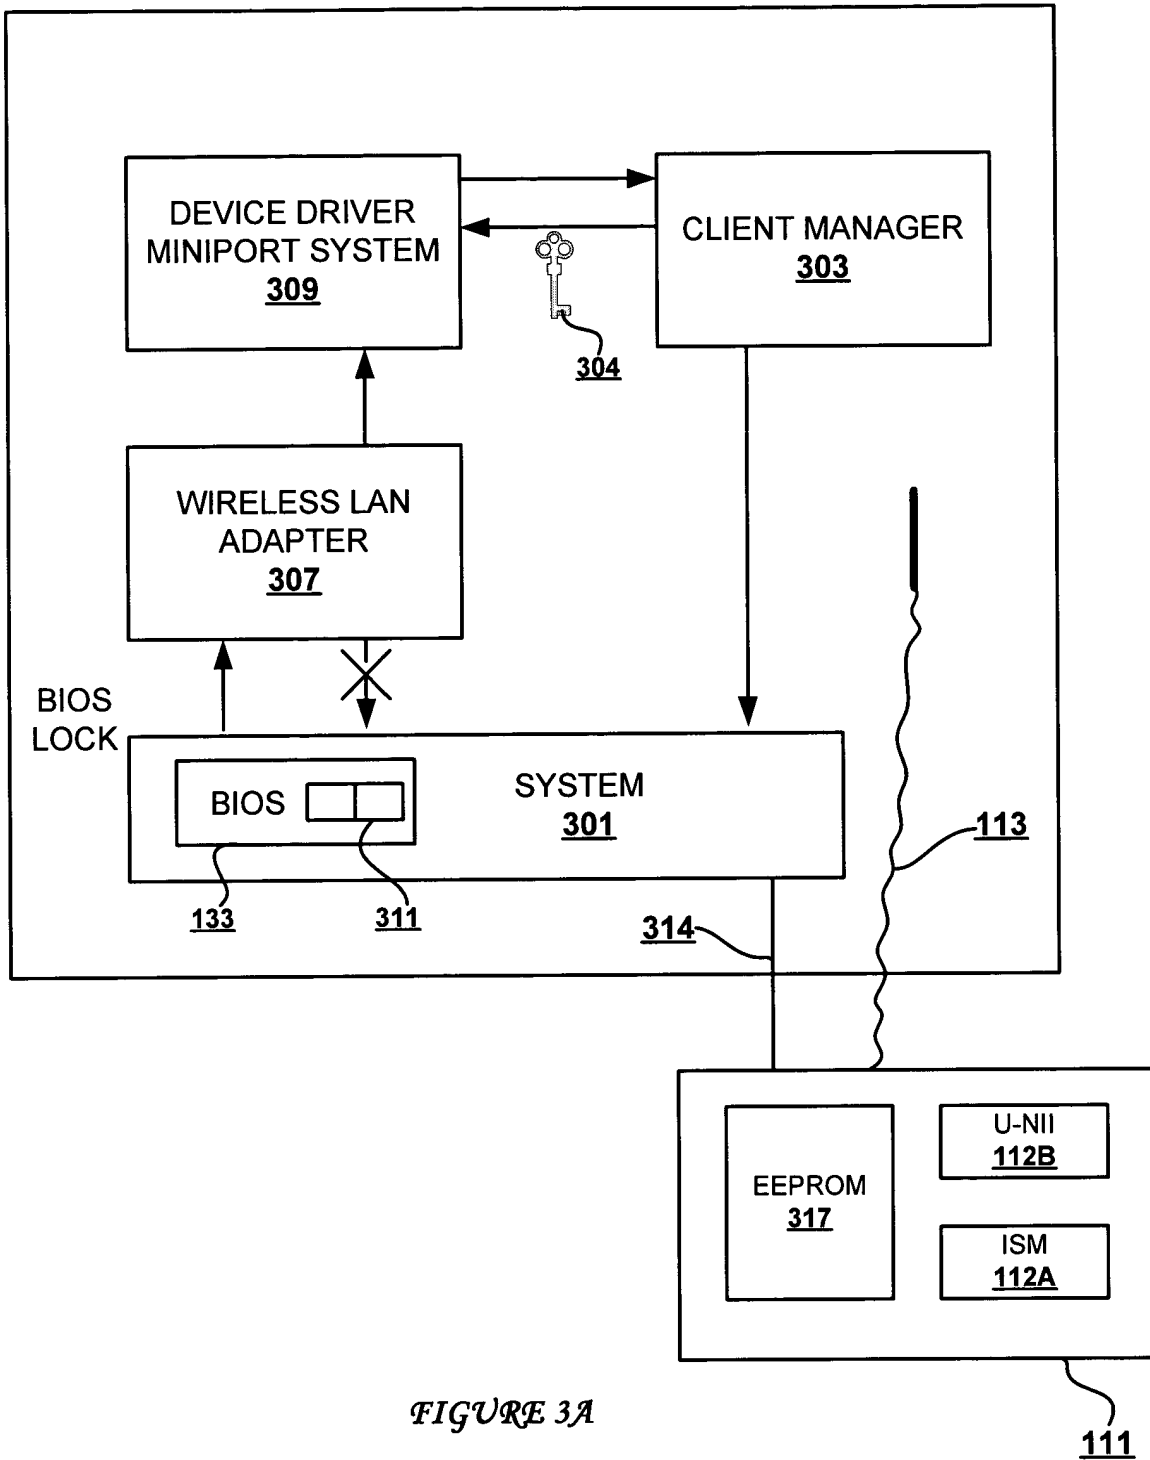 DEVICE DRIVER
MINIPORT SYSTEM
309
CLIENT MANAGER
303
304
WIRELESS LAN
ADAPTER
307
BIOS
LOCK
BIOS
SYSTEM
301
133
311
113
314
EEPROM
317
U-NII
112B
ISM
112A
FIGURE 3A
111